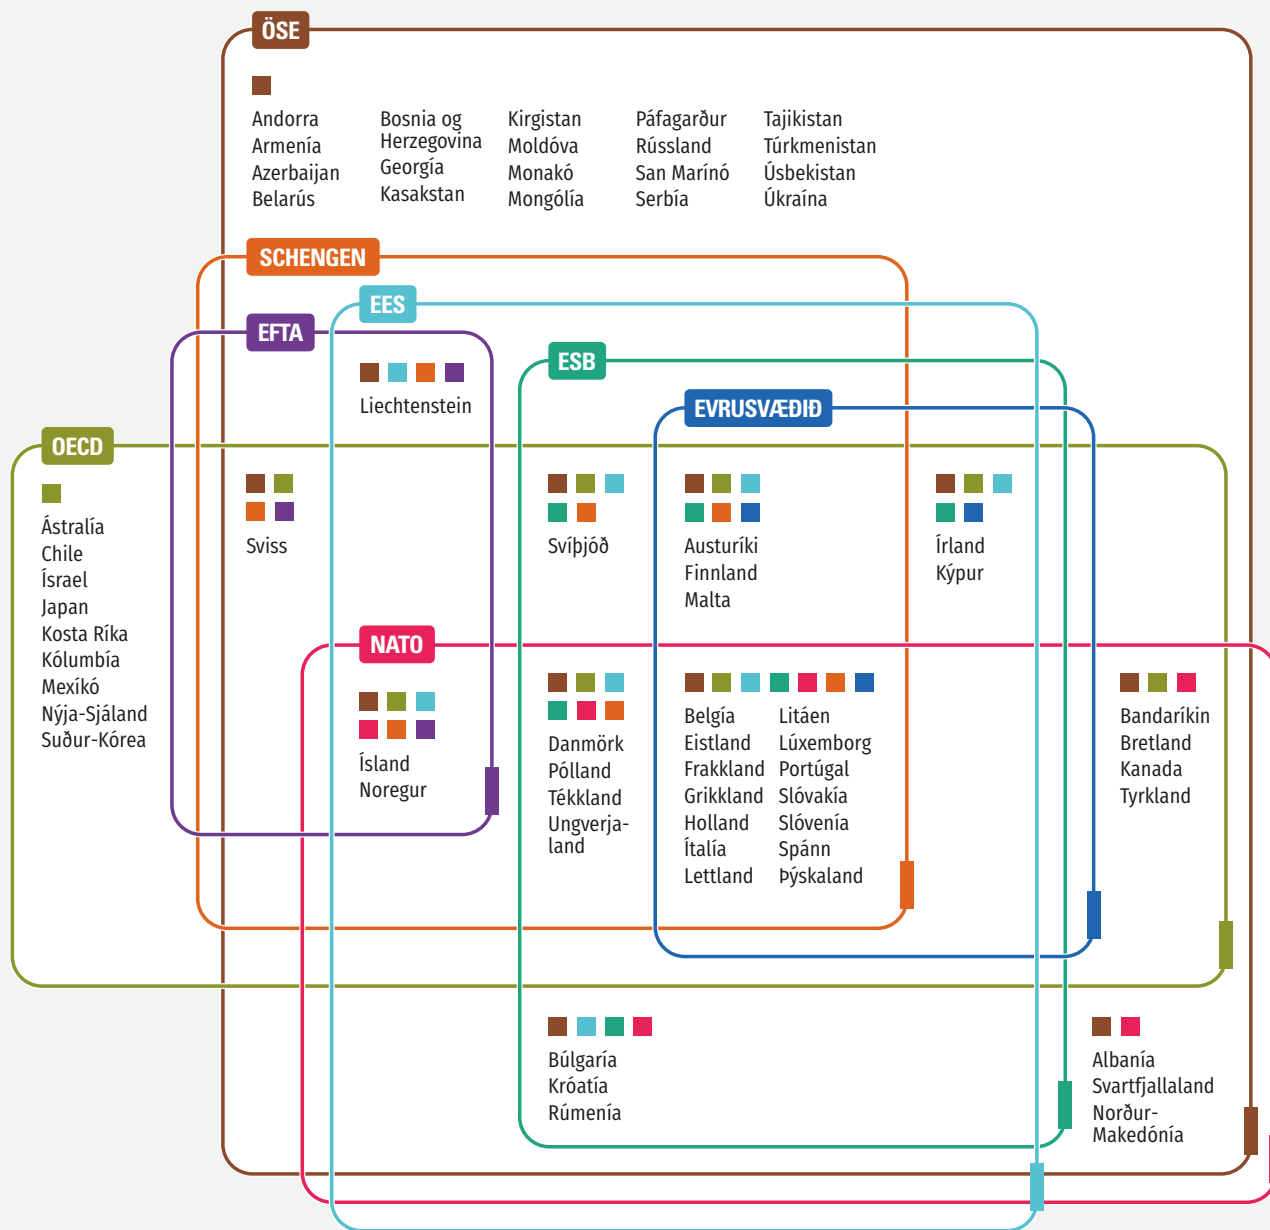 ÖSE
Andorra
Armenía
Azerbaijan
Belarús
Bosnia og
Herzegovina
Georgía
Kasakstan
Kirgistan
Moldóva
Monakó
Mongólía
Páfagarður
Rússland
San Marínó
Serbía
Tajikistan
Túrkmenistan
Úsbekistan
Úkraína
SCHENGEN
EES
EFTA
Liechtenstein
ESB
EVRUSVÆÐIÐ
OECD
Ástralía
Chile
Ísrael
Japan
Kosta Ríka
Kólumbía
Mexíkó
Nýja-Sjáland
Suður-Kórea
Sviss
Svíþjóð
Austuríki
Finnland
Malta
Írland
Kýpur
NATO
Ísland
Noregur
Danmörk
Pólland
Tékkland
Ungverja-
land
Belgía
Eistland
Frakkland
Grikkland
Holland
Ítalía
Lettland
Litáen
Lúxemborg
Portúgal
Slóvakía
Slóvenía
Spánn
Þýskaland
Bandaríkin
Bretland
Kanada
Tyrkland
Búlgaría
Króatía
Rúmenía
Albanía
Svartfjallaland
Norður-
Makedónía